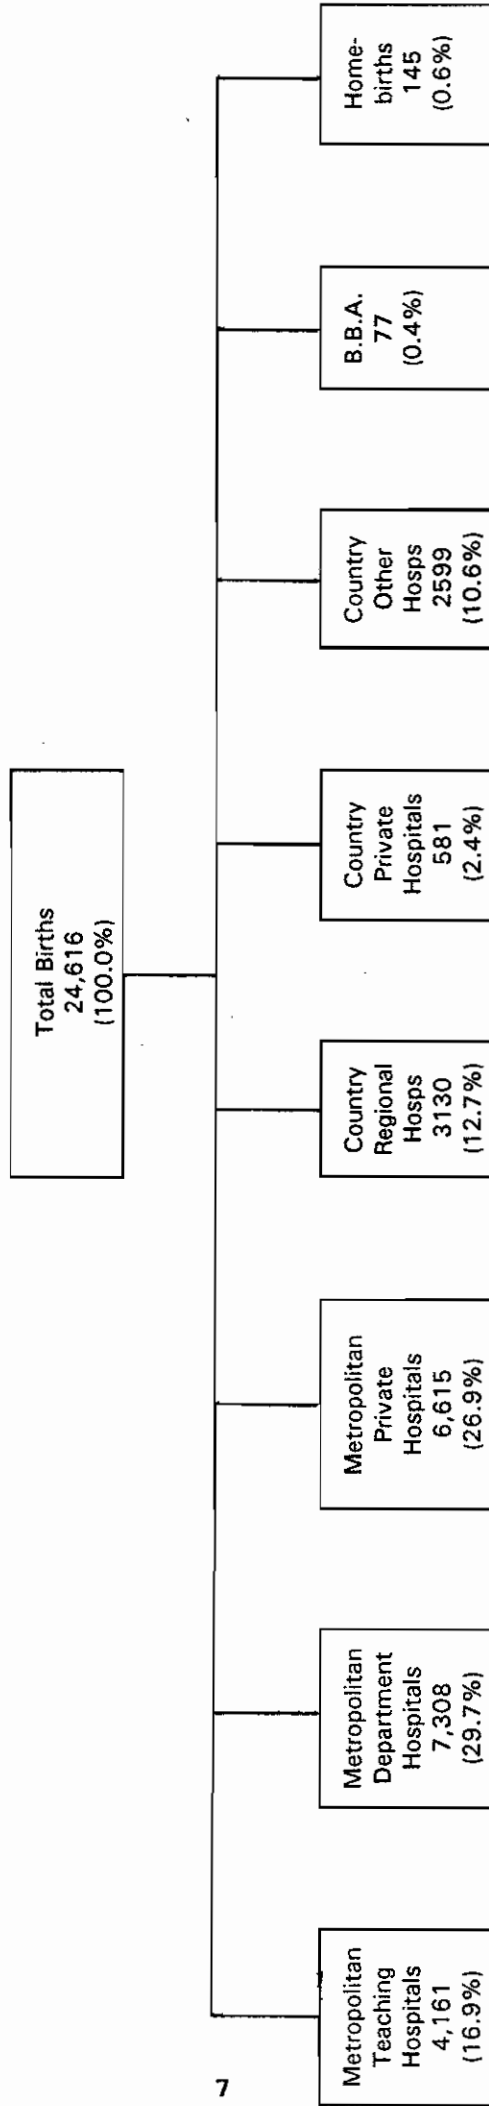 Total Births
24,616
(100.0%)
Metropolitan
Teaching
Hospitals
4,161
(16.9%)
Metropolitan
Department
Hospitals
7,308
(29.7%)
Metropolitan
Private
Hospitals
6,615
(26.9%)
Country
Regional
Hosps
3130
(12.7%)
Country
Private
Hospitals
581
(2.4%)
Country
Other
Hosps
2599
(10.6%)
B.B.A.
77
(0.4%)
Home-
births
145
(0.6%)
7